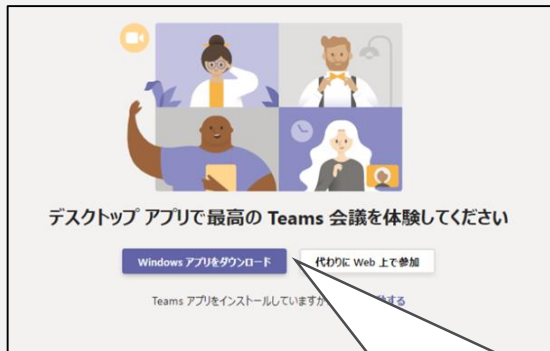 デスクトップ アプリで最高の Teams 会議を体験してください
Windows アプリをダウンロード
代わりに Web 上で参加
Teams アプリをインストールしていますか
する